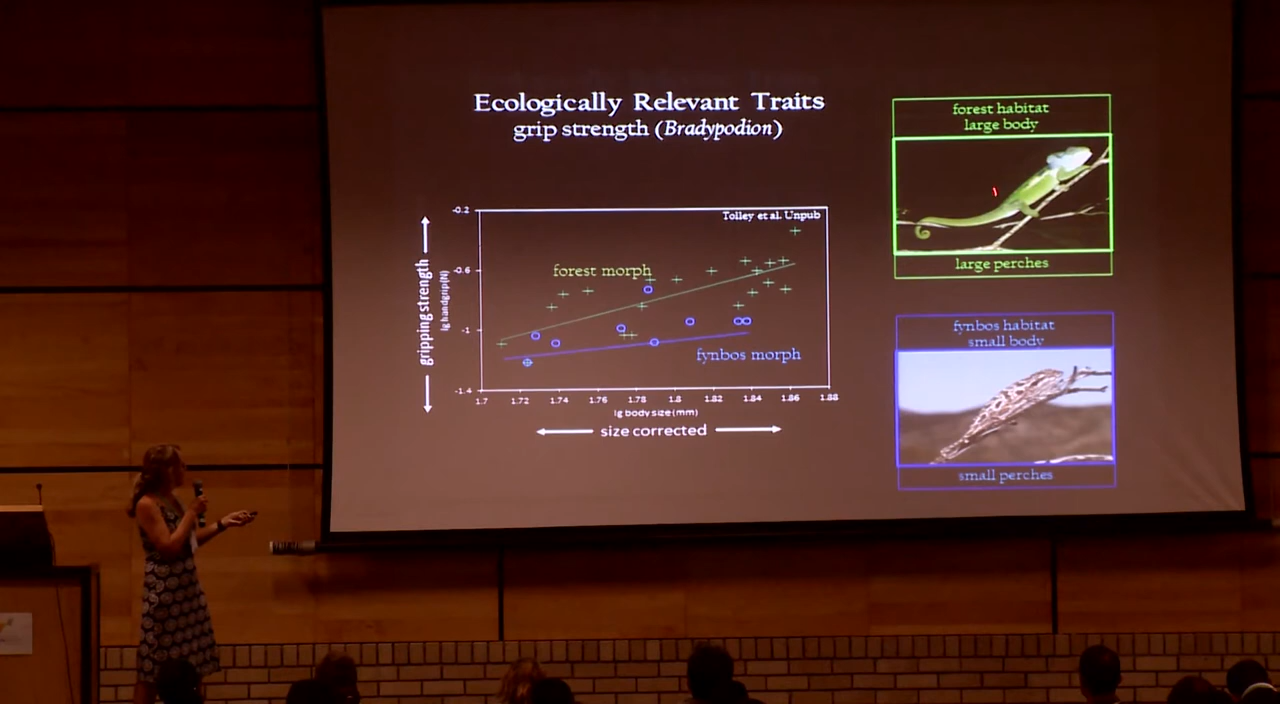 Ecologically Relevant Traits
grip strength (Bradypodion)
forest habitat
large body
large perches
fynbos habitat
small body
small perches
Tolley et al. Unpub
forest morph
fynbos morph
gripping strength
lg handgrip(N)
-0.2
-0.6
-1
-1.4
1.7
1.72
1.74
1.76
1.78
1.8
1.82
1.84
1.86
1.88
lg body size(mm)
size corrected